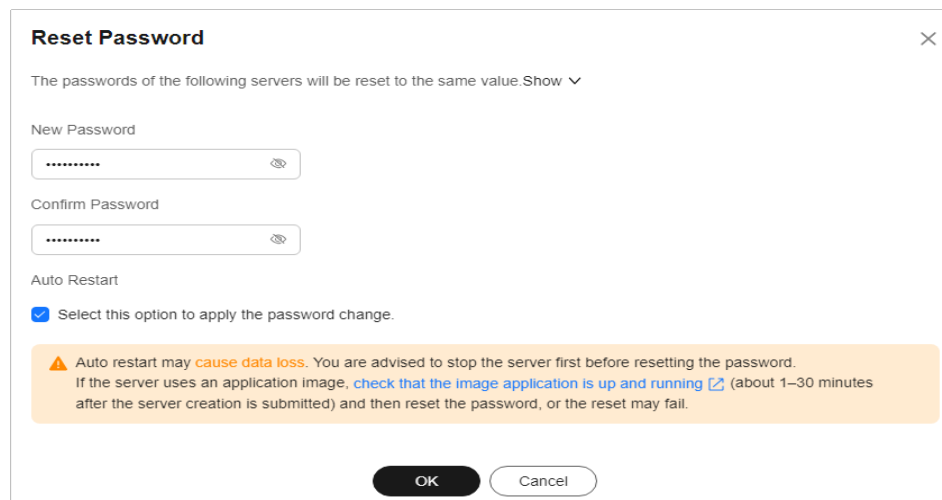 Reset Password
The passwords of the following servers will be reset to the same value.Show
New Password
••••••••••
Confirm Password
••••••••••
Auto Restart
Select this option to apply the password change.
Auto restart may cause data loss. You are advised to stop the server first before resetting the password.
If the server uses an application image, check that the image application is up and running (about 1–30 minutes
after the server creation is submitted) and then reset the password, or the reset may fail.
OK Cancel